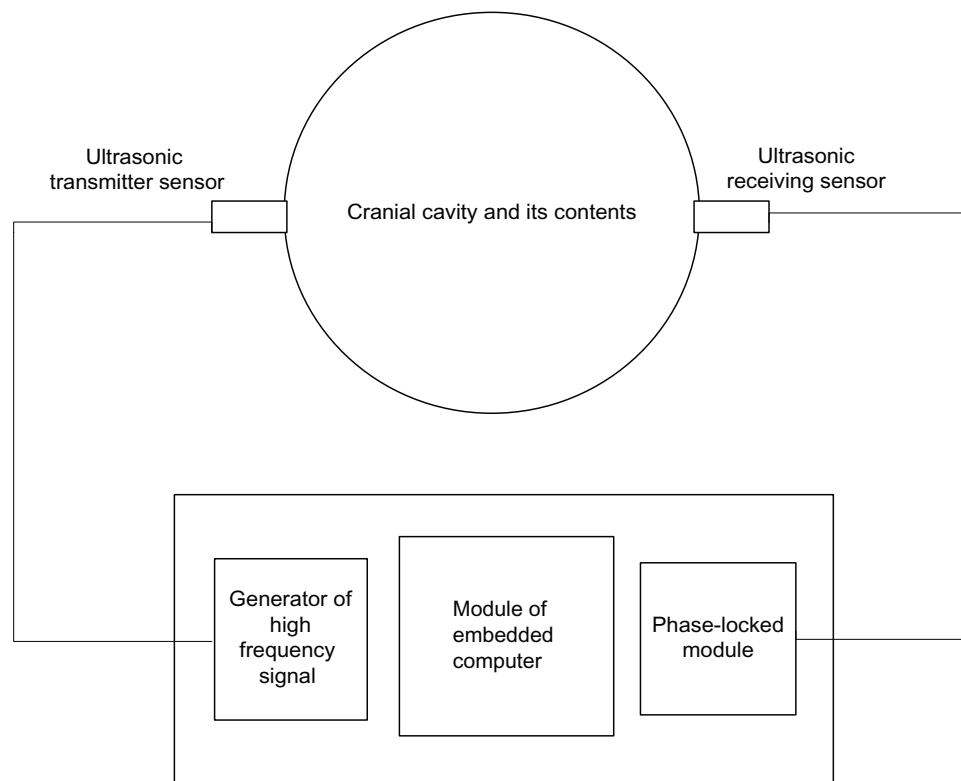 Ultrasonic
transmitter sensor
Ultrasonic
receiving sensor
Cranial cavity and its contents
Generator of
high
frequency
signal
Module of
embedded
computer
Phase-locked
module